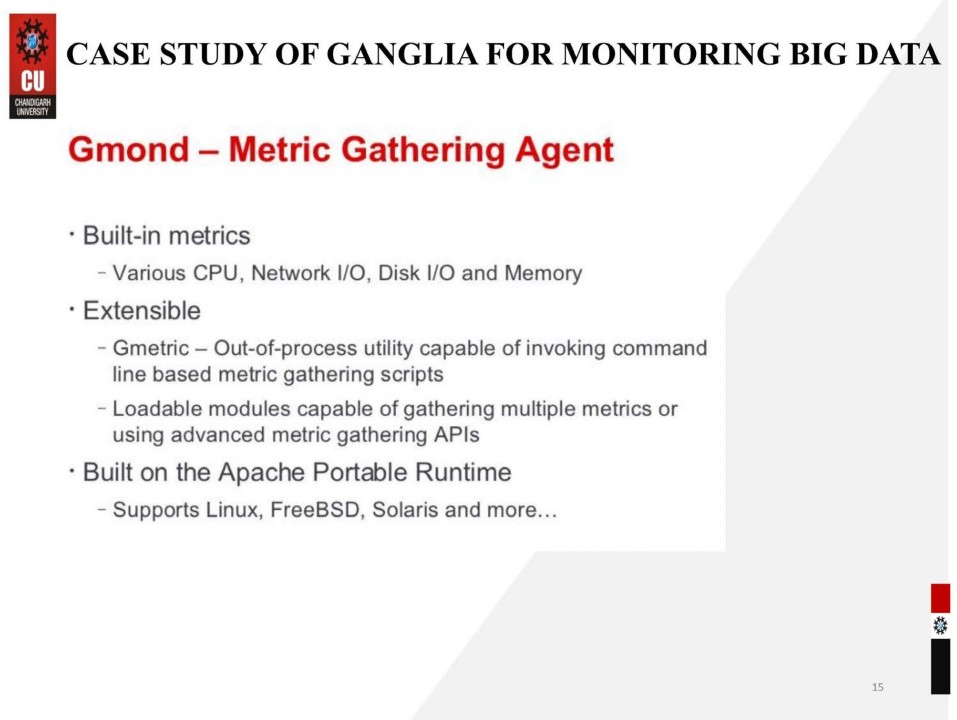 CU
CHANDIGARH
UNIVERSITY
CASE STUDY OF GANGLIA FOR MONITORING BIG DATA
Gmond – Metric Gathering Agent
· Built-in metrics
– Various CPU, Network I/O, Disk I/O and Memory
· Extensible
– Gmetric – Out-of-process utility capable of invoking command
line based metric gathering scripts
– Loadable modules capable of gathering multiple metrics or
using advanced metric gathering APIs
· Built on the Apache Portable Runtime
– Supports Linux, FreeBSD, Solaris and more…
15